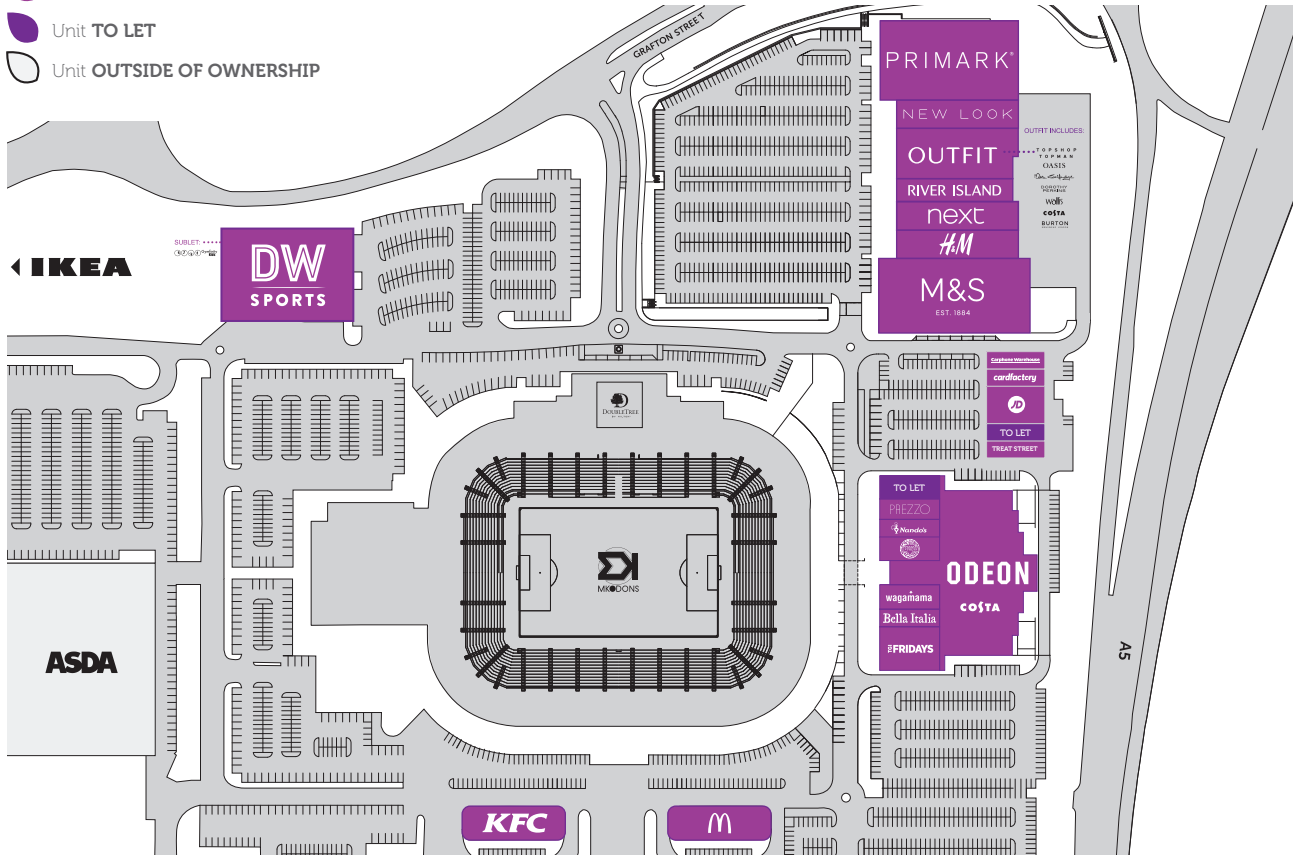 Unit TO LET
Unit OUTSIDE OF OWNERSHIP
GRAFTON STREET
PRIMARK®
NEW LOOK
OUTFIT
OUTFIT INCLUDES:
TOPSHOP
TOPMAN
OASIS
DOROTHY
PERKINS
wallis
COSTA
BURTON
RIVER ISLAND
next
H&M
M&S
EST. 1884
SUBLET:
DW
SPORTS
IKEA
Carphone Warehouse
cardfactory
JD
TO LET
TREAT STREET
DOUBLETREE
BY HILTON
TO LET
PREZZO
Nando's
ODEON
COSTA
wagamama
Bella Italia
FRIDAYS
MK DONS
ASDA
A5
KFC
M